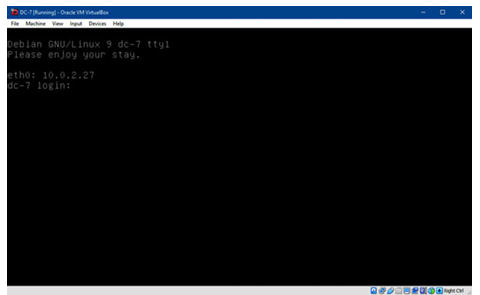 DC-7 [Running] - Oracle VM VirtualBox
File Machine View Input Devices Help
Debian GNU/Linux 9 dc-7 tty1
Please enjoy your stay.
eth0: 10.0.2.27
dc-7 login:
Right Ctrl